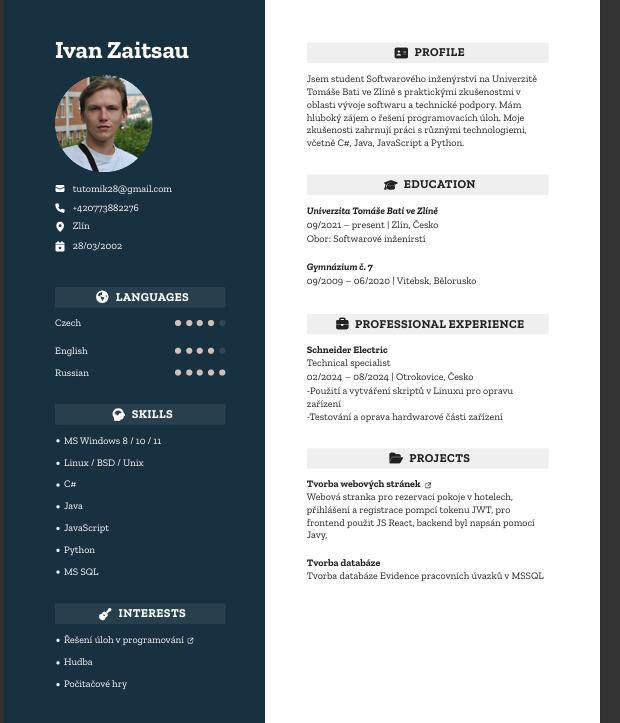 Ivan Zaitsau
tutomik28@gmail.com
+420773882276
Zlín
28/03/2002
LANGUAGES
Czech
English
Russian
SKILLS
• MS Windows 8 / 10 / 11
• Linux / BSD / Unix
• C#
• Java
• JavaScript
• Python
• MS SQL
INTERESTS
• Řešení úloh v programování
• Hudba
• Počitačové hry
PROFILE
Jsem student Softwarového inženýrství na Univerzitě
Tomáše Bati ve Zlíně s praktickými zkušenostmi v
oblasti vývoje softwaru a technické podpory. Mám
hluboký zájem o řešení programovacích úloh. Moje
zkušenosti zahrnují práci s různými technologiemi,
včetně C#, Java, JavaScript a Python.
EDUCATION
Univerzita Tomáše Bati ve Zlíně
09/2021 – present | Zlín, Česko
Obor: Softwarové inženírstí
Gymnázium č. 7
09/2009 – 06/2020 | Vitebsk, Bělorusko
PROFESSIONAL EXPERIENCE
Schneider Electric
Technical specialist
02/2024 – 08/2024 | Otrokovice, Česko
-Použití a vytváření skriptů v Linuxu pro opravu
zařízení
-Testování a oprava hardwarové části zařízení
PROJECTS
Tvorba webových stránek
Webová stranka pro rezervaci pokoje v hotelech,
přihlášení a registrace pompcí tokenu JWT, pro
frontend použit JS React, backend byl napsán pomocí
Javy,
Tvorba databáze
Tvorba databáze Evidence pracovních úvazků v MSSQL